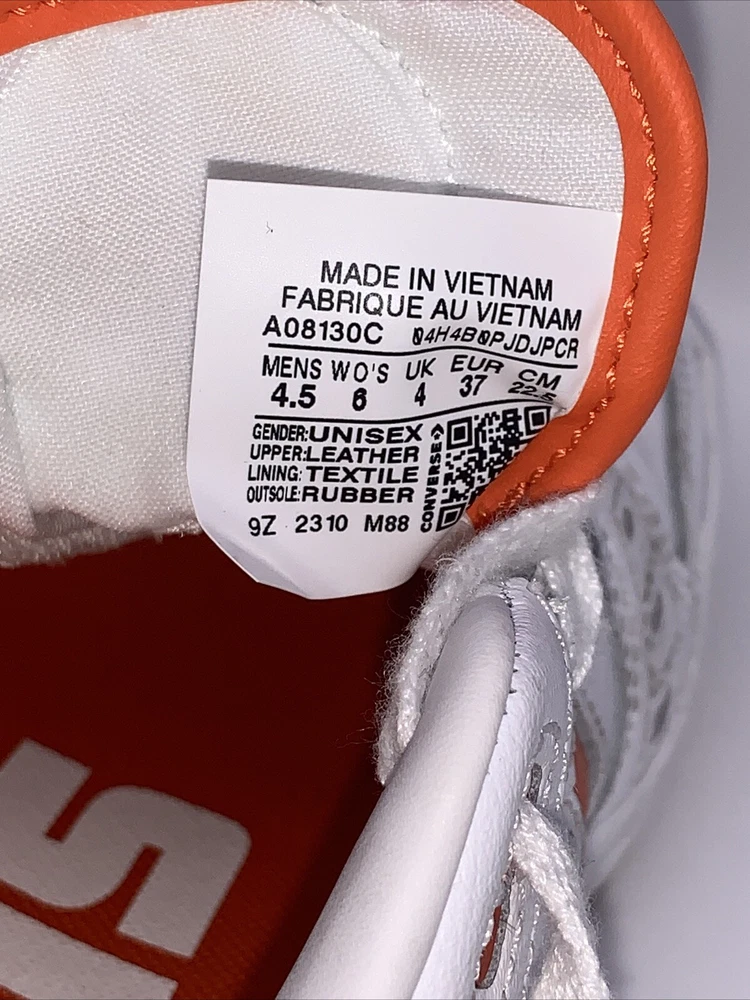 MADE IN VIETNAM
FABRIQUE AU VIETNAM
A08130C 04H4B0PJDJPCR
MENS WO'S UK EUR CM
4.5 6 4 37 22.5
GENDER:UNISEX
UPPER:LEATHER
LINING:TEXTILE
OUTSOLE:RUBBER
9Z 2310 M88
CONVERSE